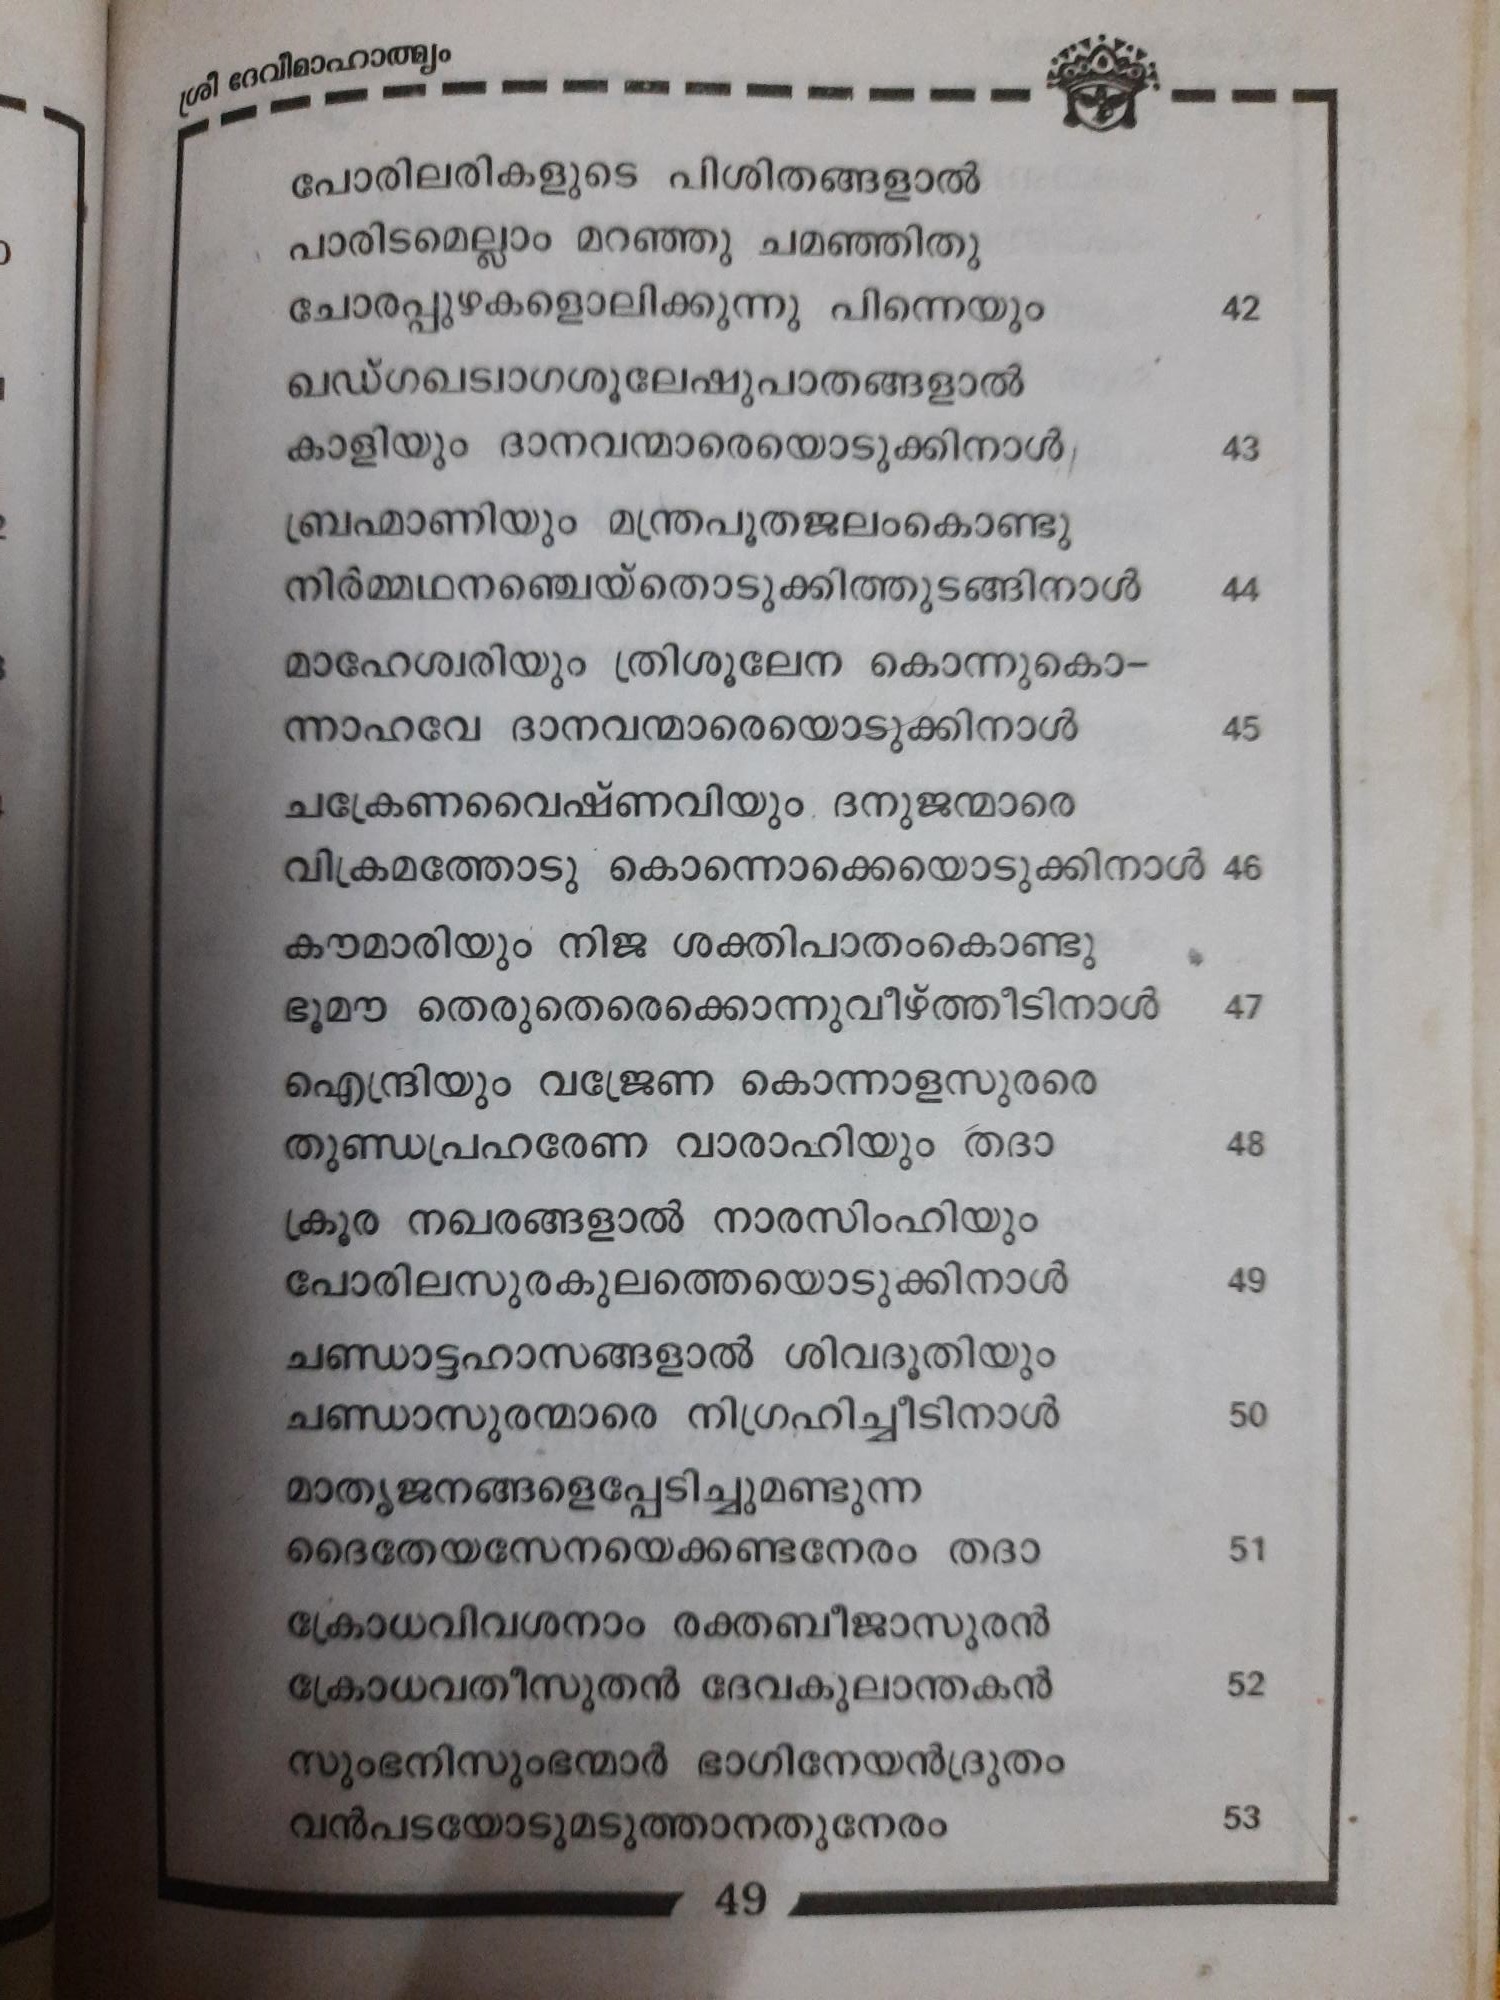 ശ്രീ ദേവീമാഹാത്മ്യം
പോരിലരികളുടെ പിശിതങ്ങളാൽ
പാരിടമെല്ലാം മറഞ്ഞു ചമഞ്ഞിതു
ചോരപ്പുഴകളൊലിക്കുന്നു പിന്നെയും 42
ഖഡ്ഗഖട്വാഗശൂലേഷുപാതങ്ങളാൽ
കാളിയും ദാനവന്മാരെയൊടുക്കിനാൾ 43
ബ്രഹ്മാണിയും മന്ത്രപൂതജലംകൊണ്ടു
നിർമ്മഥനഞ്ചെയ്തൊടുക്കിത്തുടങ്ങിനാൾ 44
മാഹേശ്വരിയും ത്രിശൂലേന കൊന്നുകൊ-
ന്നാഹവേ ദാനവന്മാരെയൊടുക്കിനാൾ 45
ചക്രേണവൈഷ്ണവിയും ദനുജന്മാരെ
വിക്രമത്തോടു കൊന്നൊക്കെയൊടുക്കിനാൾ 46
കൗമാരിയും നിജ ശക്തിപാതംകൊണ്ടു
ഭൂമൗ തെരുതെരെക്കൊന്നുവീഴ്ത്തീടിനാൾ 47
ഐന്ദ്രിയും വജ്രേണ കൊന്നാളസുരരെ
തുണ്ഡപ്രഹരേണ വാരാഹിയും തദാ 48
ക്രൂര നഖരങ്ങളാൽ നാരസിംഹിയും
പോരിലസുരകുലത്തെയൊടുക്കിനാൾ 49
ചണ്ഡാട്ടഹാസങ്ങളാൽ ശിവദൂതിയും
ചണ്ഡാസുരന്മാരെ നിഗ്രഹിച്ചീടിനാൾ 50
മാതൃജനങ്ങളെപ്പേടിച്ചുമണ്ടുന്ന
ദൈതേയസേനയെക്കണ്ടനേരം തദാ 51
ക്രോധവിവശനാം രക്തബീജാസുരൻ
ക്രോധവതീസുതൻ ദേവകുലാന്തകൻ 52
സുംഭനിസുംഭന്മാർ ഭാഗിനേയൻദ്രുതം
വൻപടയോടുമടുത്താനതുനേരം 53
49